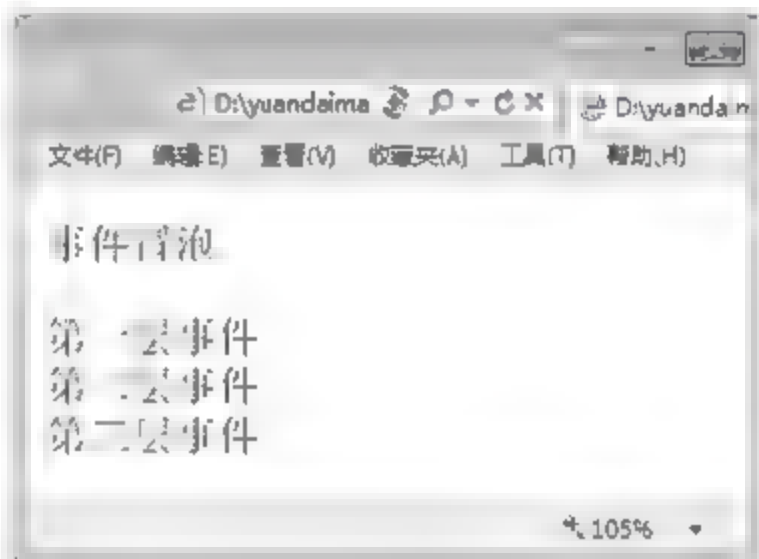 D:\yuandaima D:\yuandaim
文件(F) 编辑(E) 查看(V) 收藏夹(A) 工具(T) 帮助(H)
事件冒泡
第一层事件
第二层事件
第三层事件
105%